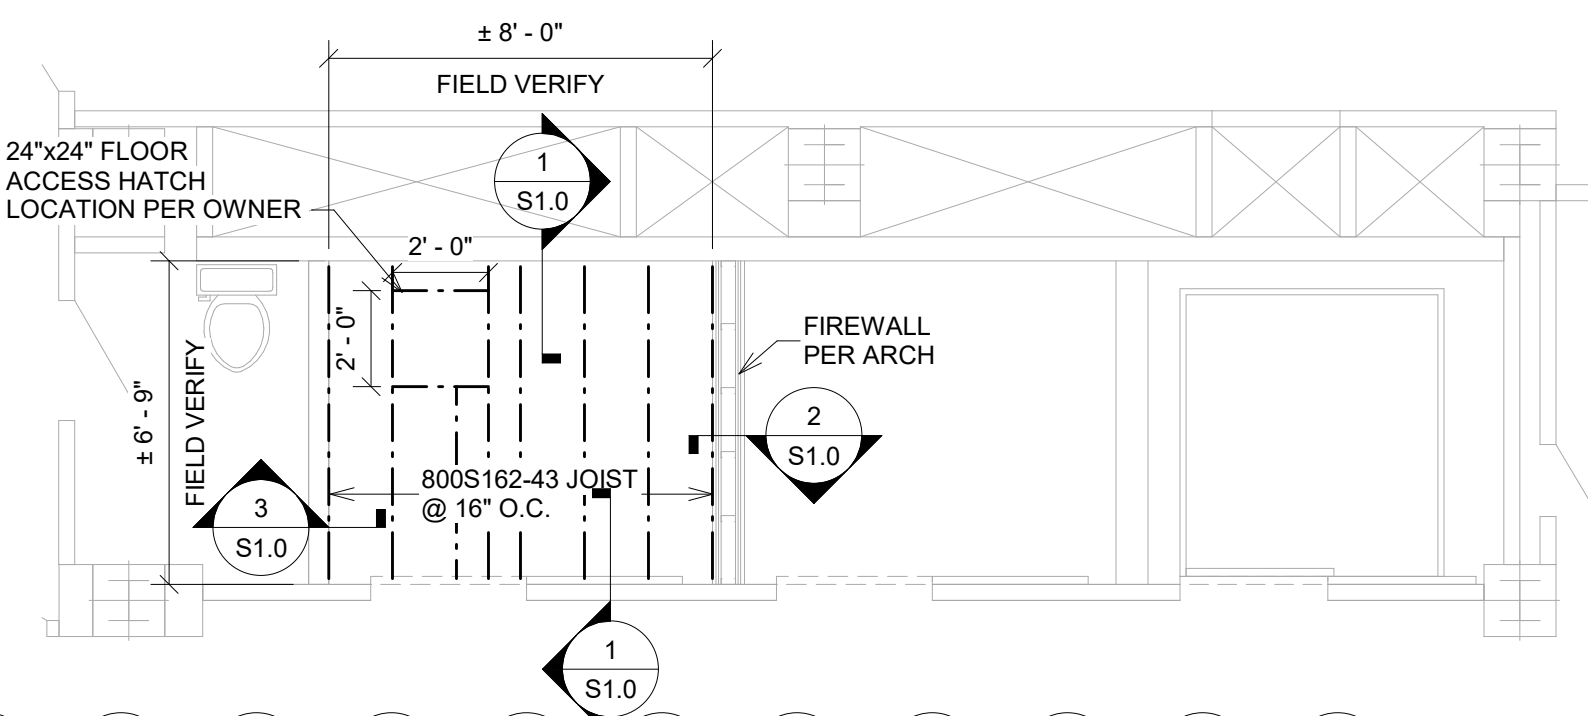 ± 8' - 0"
FIELD VERIFY
24"x24" FLOOR
ACCESS HATCH
LOCATION PER OWNER
1
S1.0
2' - 0"
2' - 0"
FIREWALL
PER ARCH
± 6' - 9"
FIELD VERIFY
2
S1.0
800S162-43 JOIST
@ 16" O.C.
3
S1.0
1
S1.0